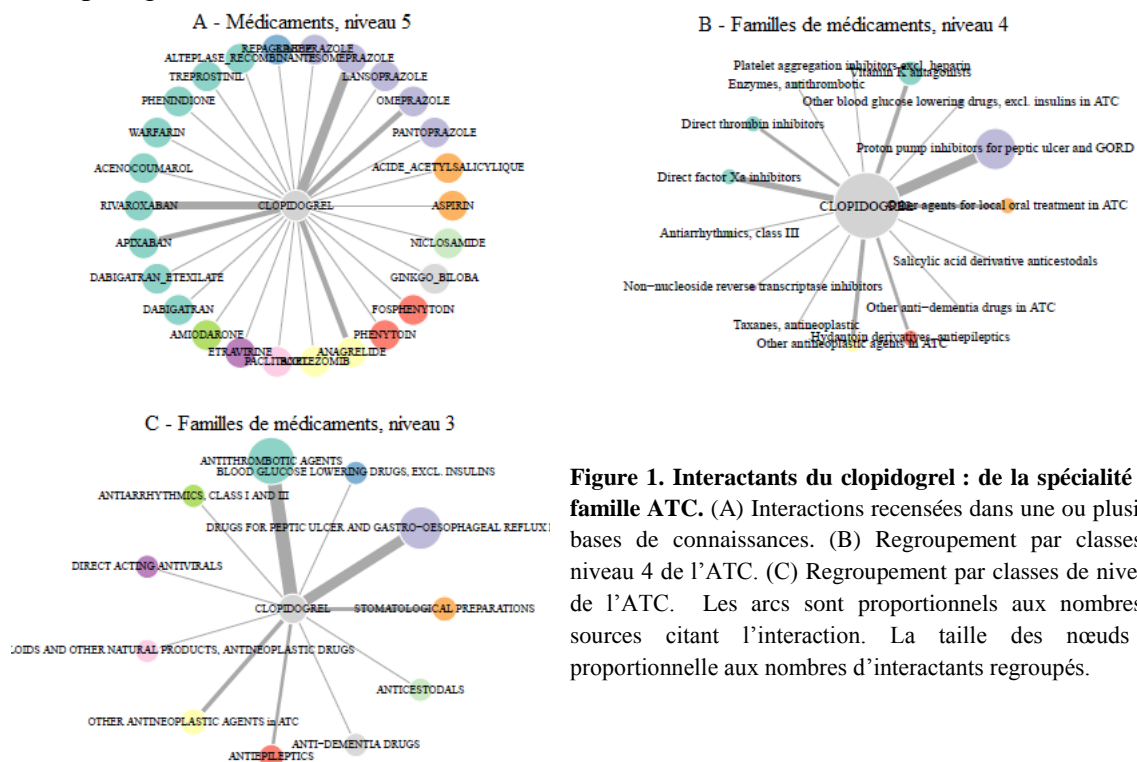 A - Médicaments, niveau 5
ALTEPLASE_RECOMBINANTE
ESOMEPRAZOLE
TREPROSTINIL
LANSOPRAZOLE
PHENINDIONE
OMEPRAZOLE
WARFARIN
PANTOPRAZOLE
ACENOCOUMAROL
ACIDE_ACETYLSALICYLIQUE
RIVAROXABAN
CLOPIDOGREL
ASPIRIN
APIXABAN
NICLOSAMIDE
DABIGATRAN_ETEXILATE
GINKGO_BILOBA
DABIGATRAN
FOSPHENYTOIN
AMIODARONE
PHENYTOIN
ETRAVIRINE
ANAGRELIDE
B - Familles de médicaments, niveau 4
Platelet aggregation inhibitors excl. heparin
Vitamin K antagonists
Enzymes, antithrombotic
Other blood glucose lowering drugs, excl. insulins in ATC
Direct thrombin inhibitors
Proton pump inhibitors for peptic ulcer and GORD
Direct factor Xa inhibitors
CLOPIDOGREL
agents for local oral treatment in ATC
Antiarrhythmics, class III
Salicylic acid derivative anticestodals
Non-nucleoside reverse transcriptase inhibitors
Other anti-dementia drugs in ATC
Taxanes, antineoplastic
Hydantoin derivatives, antiepileptics
Other antineoplastic agents in ATC
C - Familles de médicaments, niveau 3
ANTITHROMBOTIC AGENTS
BLOOD GLUCOSE LOWERING DRUGS, EXCL. INSULINS
ANTIARRHYTHMICS, CLASS I AND III
DRUGS FOR PEPTIC ULCER AND GASTRO-OESOPHAGEAL REFLUX
DIRECT ACTING ANTIVIRALS
CLOPIDOGREL
STOMATOLOGICAL PREPARATIONS
LOIDS AND OTHER NATURAL PRODUCTS, ANTINEOPLASTIC DRUGS
ANTICESTODALS
OTHER ANTINEOPLASTIC AGENTS in ATC
ANTI-DEMENTIA DRUGS
ANTIEPILEPTICS
Figure 1. Interactants du clopidogrel : de la spécialité
famille ATC. (A) Interactions recensées dans une ou plusi
bases de connaissances. (B) Regroupement par classes
niveau 4 de l'ATC. (C) Regroupement par classes de nive
de l'ATC. Les arcs sont proportionnels aux nombres
sources citant l'interaction. La taille des nœuds
proportionnelle aux nombres d'interactants regroupés.